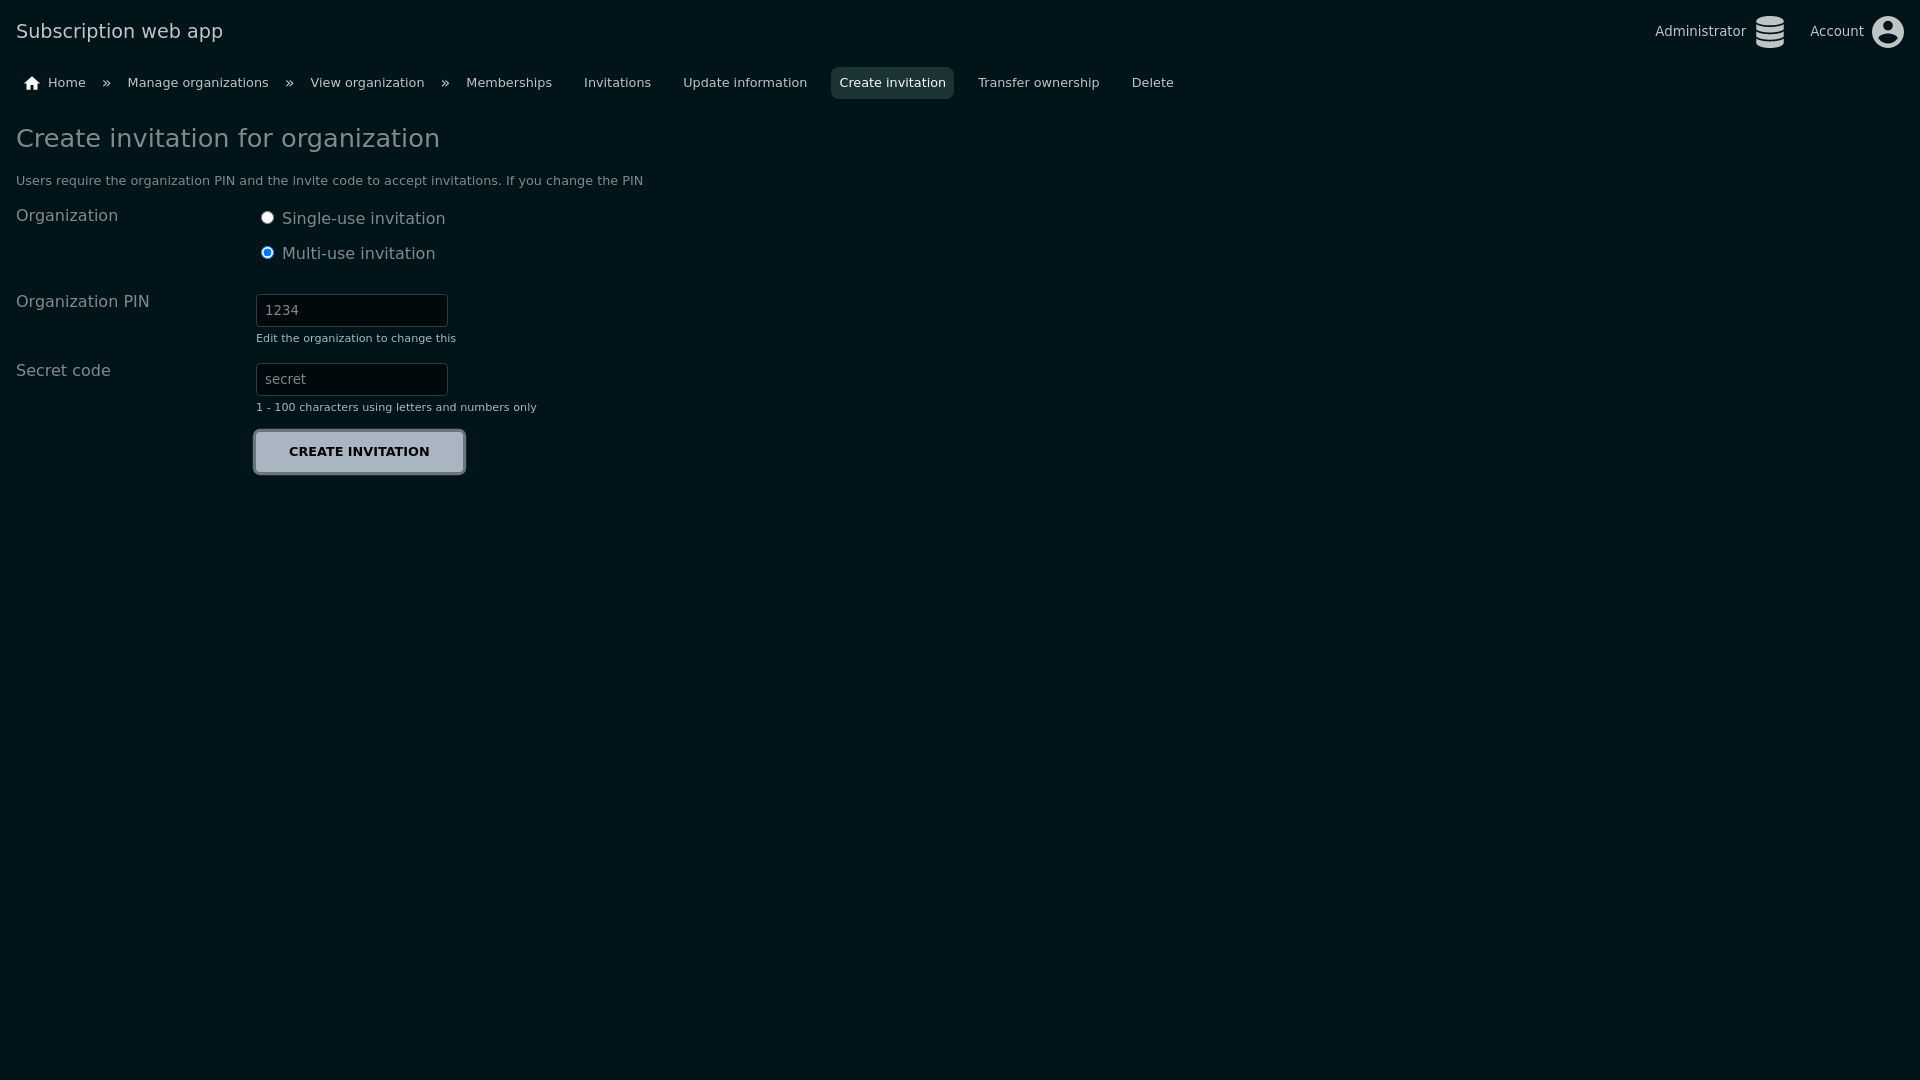 Subscription web app
Administrator
Account
Home » Manage organizations » View organization » Memberships Invitations Update information Create invitation Transfer ownership Delete
Create invitation for organization
Users require the organization PIN and the invite code to accept invitations. If you change the PIN
Organization
Single-use invitation
Multi-use invitation
Organization PIN
1234
Edit the organization to change this
Secret code
secret
1 - 100 characters using letters and numbers only
CREATE INVITATION